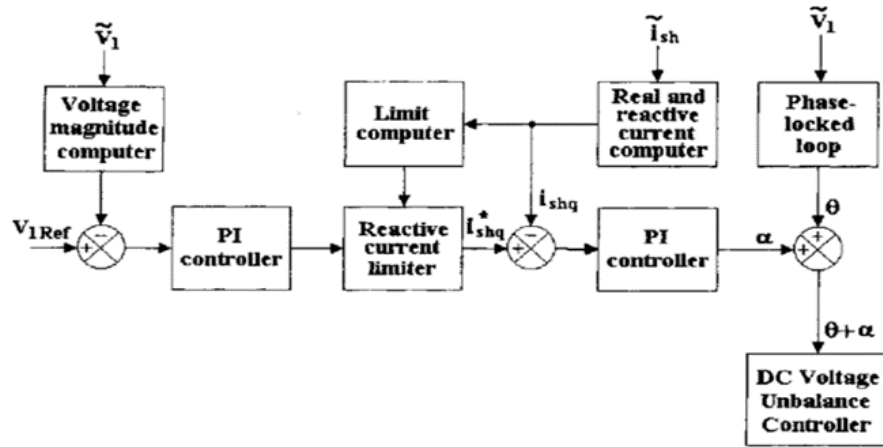 ṽ₁
ĩsh
ṽ₁
Voltage
magnitude
computer
Limit
computer
Real and
reactive
current
computer
Phase-
locked
loop
V1Ref
+
−
PI
controller
Reactive
current
limiter
i*shq
+
−
ishq
PI
controller
α
+
+
θ
θ+α
DC Voltage
Unbalance
Controller